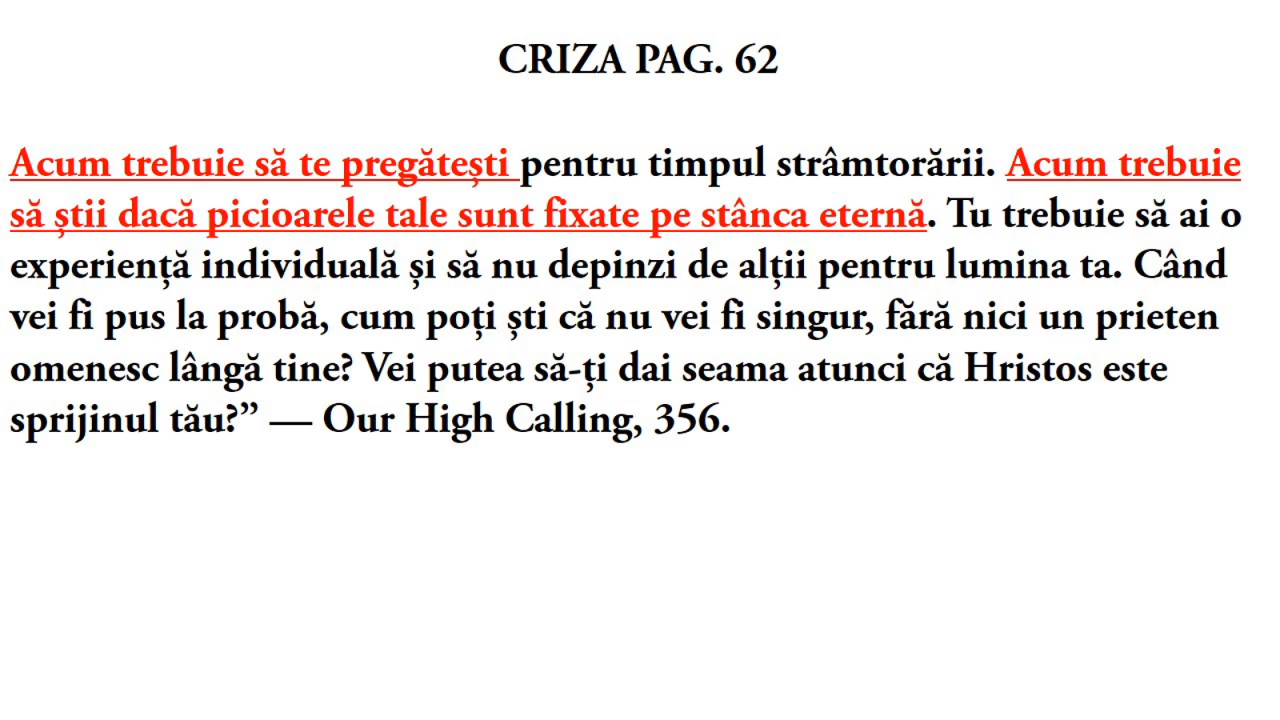 CRIZA PAG. 62
Acum trebuie să te pregătești pentru timpul strâmtorării. Acum trebuie
să știi dacă picioarele tale sunt fixate pe stânca eternă. Tu trebuie să ai o
experiență individuală și să nu depinzi de alții pentru lumina ta. Când
vei fi pus la probă, cum poți ști că nu vei fi singur, fără nici un prieten
omenesc lângă tine? Vei putea să-ți dai seama atunci că Hristos este
sprijinul tău?” — Our High Calling, 356.